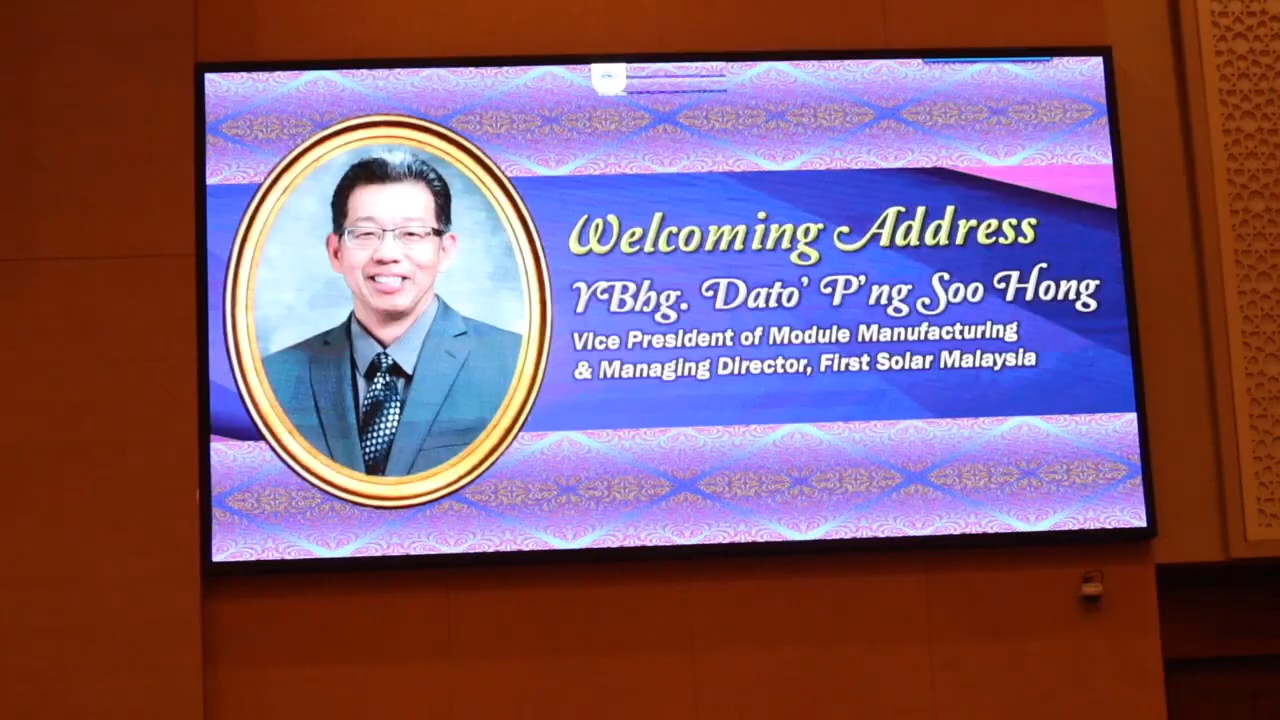 Welcoming Address
YBhg. Dato' P'ng Soo Hong
Vice President of Module Manufacturing
& Managing Director, First Solar Malaysia